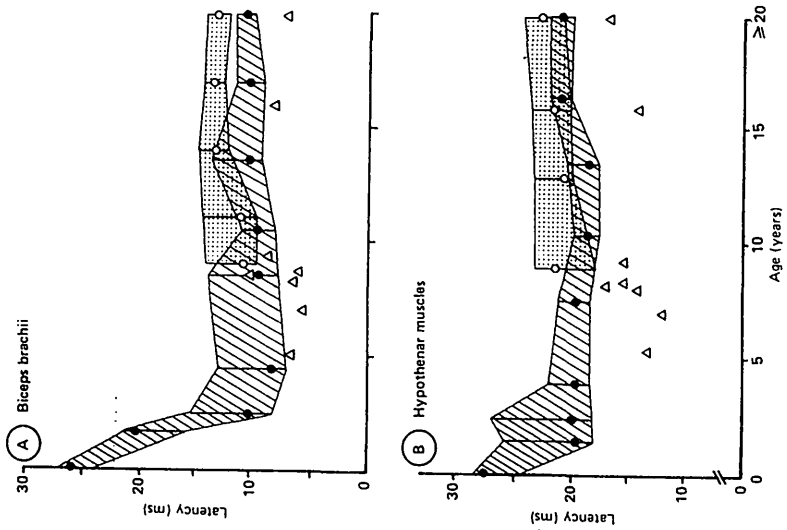 A Biceps brachii
30
20
10
0
Latency (ms)
B Hypothenar muscles
30
20
10
0
Latency (ms)
0 5 10 15 ≥ 20
Age (years)